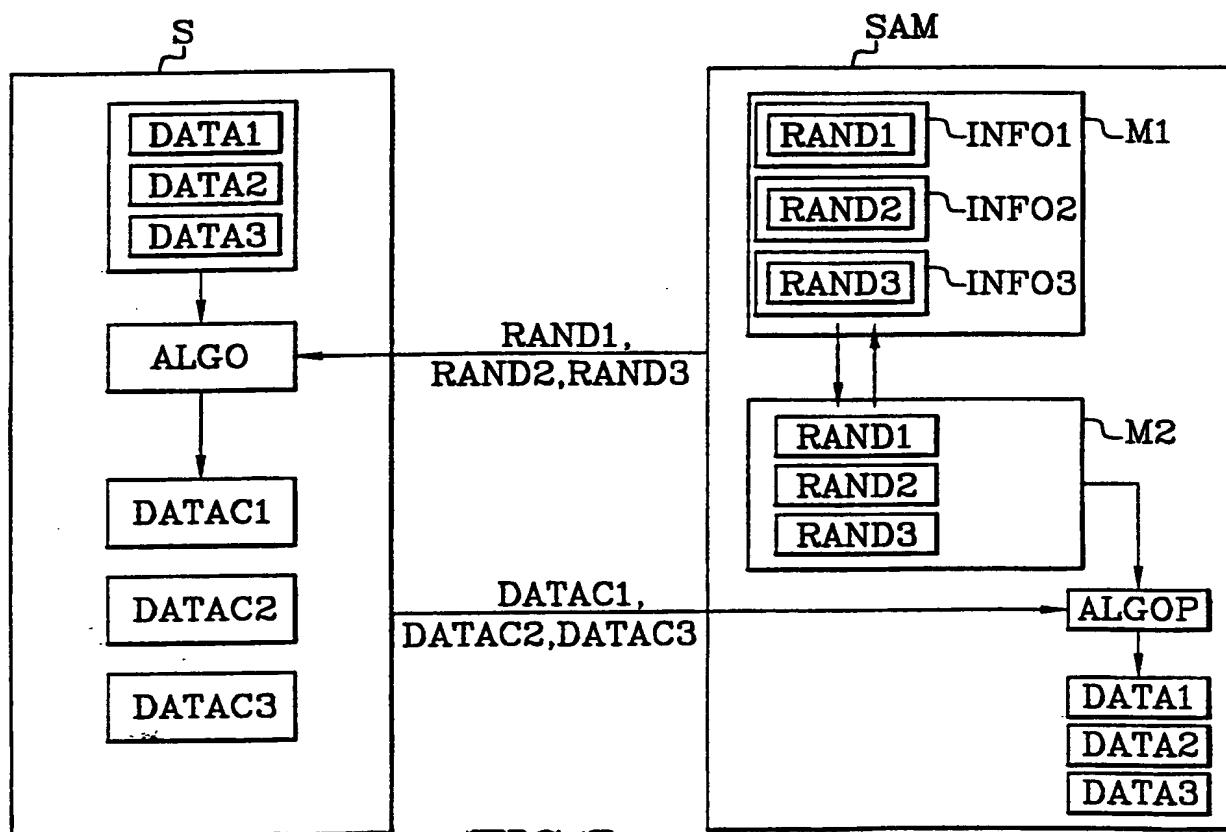 S
DATA1
DATA2
DATA3
ALGO
DATAC1
DATAC2
DATAC3
RAND1,
RAND2,RAND3
DATAC1,
DATAC2,DATAC3
SAM
RAND1
INFO1
M1
RAND2
INFO2
RAND3
INFO3
RAND1
M2
RAND2
RAND3
ALGOP
DATA1
DATA2
DATA3